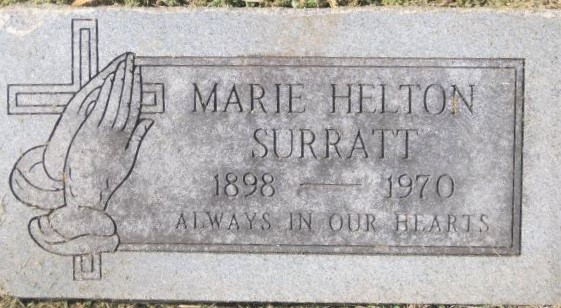 MARIE HELTON
SURRATT
1898 — 1970
ALWAYS IN OUR HEARTS